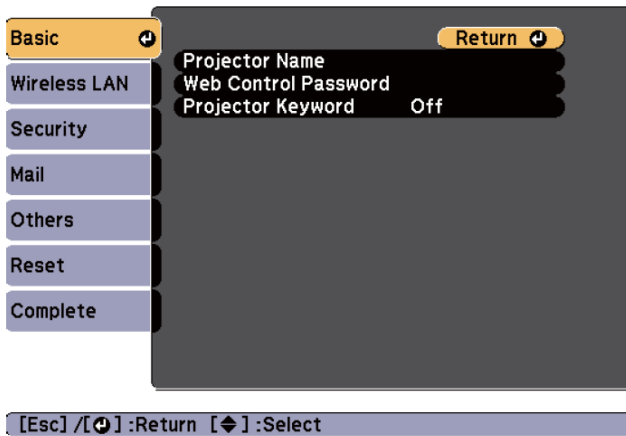 Basic
Return
Projector Name
Wireless LAN
Web Control Password
Projector Keyword Off
Security
Mail
Others
Reset
Complete
[Esc] /[ ] :Return [ ] :Select